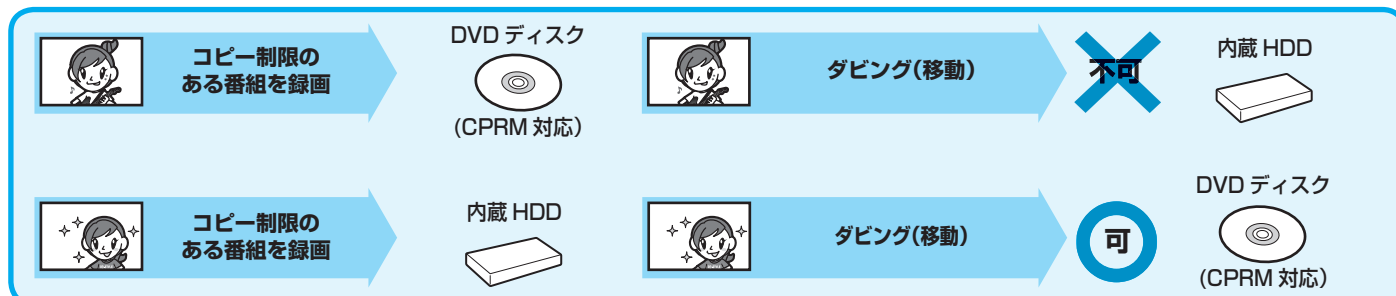 コピー制限の
ある番組を録画
DVD ディスク
(CPRM 対応)
ダビング(移動)
不可
内蔵 HDD
コピー制限の
ある番組を録画
内蔵 HDD
ダビング(移動)
可
DVD ディスク
(CPRM 対応)